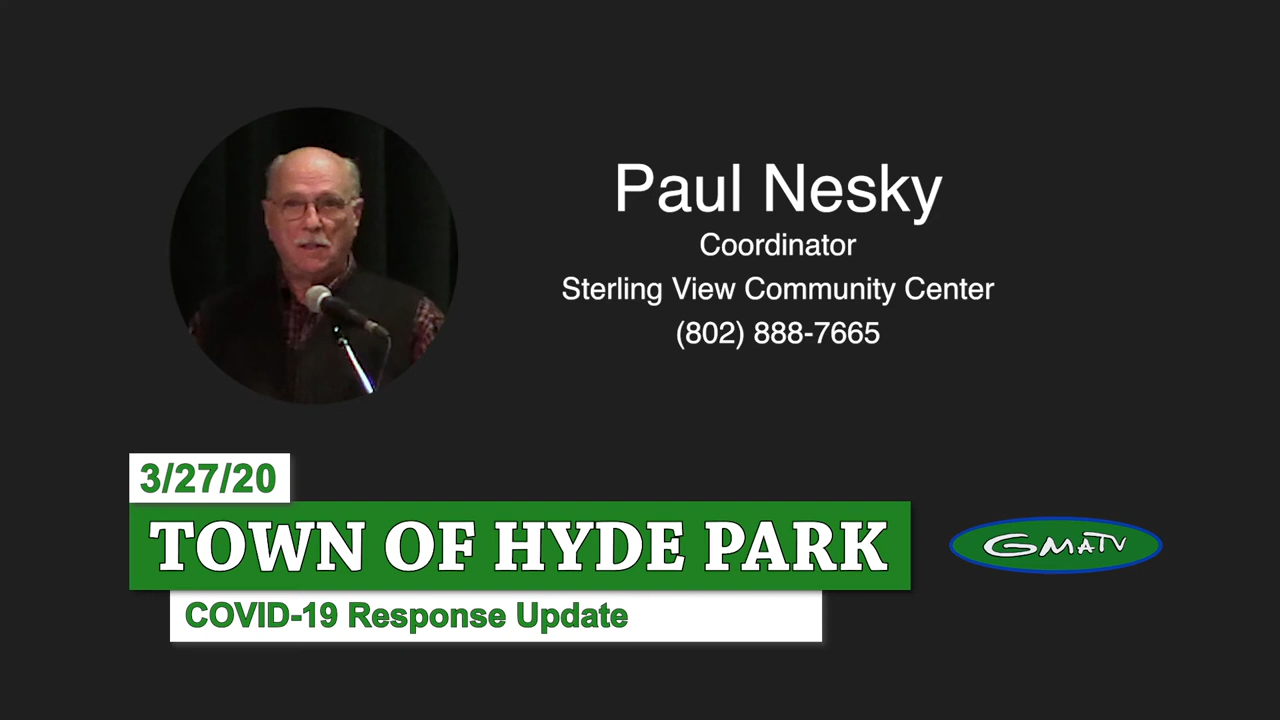 Paul Nesky
Coordinator
Sterling View Community Center
(802) 888-7665
3/27/20
TOWN OF HYDE PARK
GMATV
COVID-19 Response Update